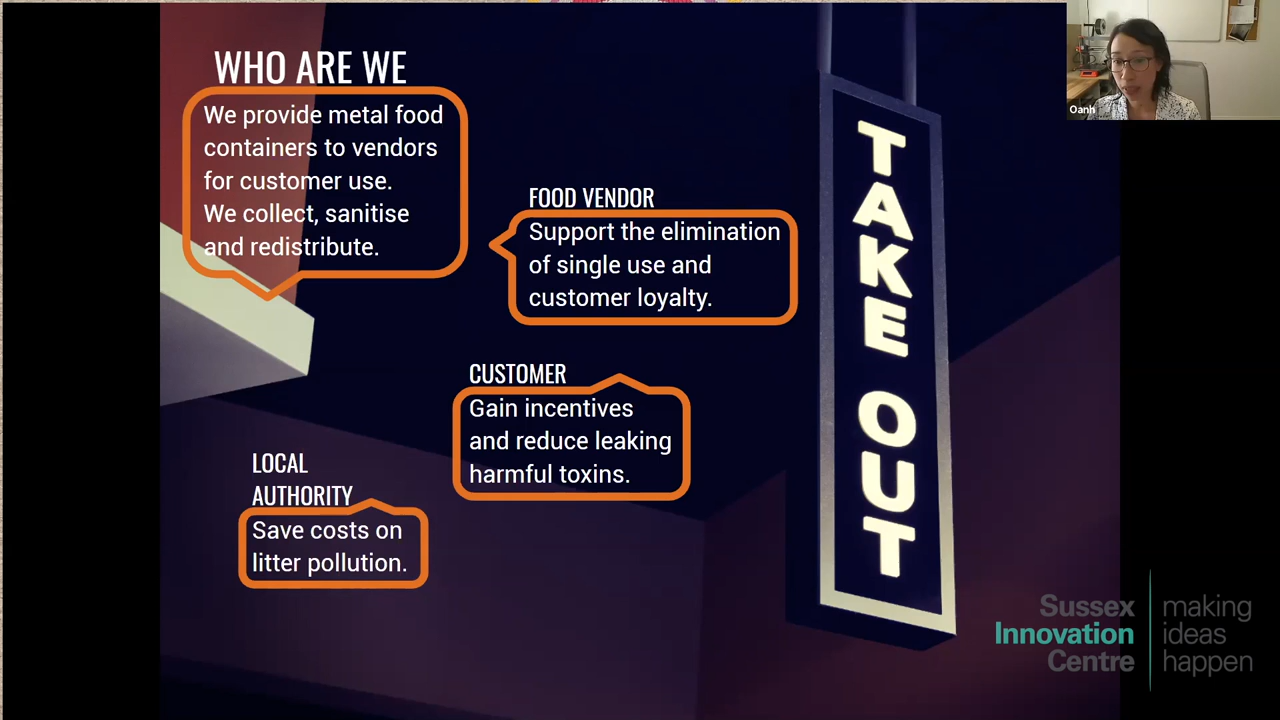 WHO ARE WE
We provide metal food
containers to vendors
for customer use.
We collect, sanitise
and redistribute.
FOOD VENDOR
Support the elimination
of single use and
customer loyalty.
CUSTOMER
Gain incentives
and reduce leaking
harmful toxins.
LOCAL
AUTHORITY
Save costs on
litter pollution.
TAKE OUT
Oanh
Sussex
Innovation
Centre
making
ideas
happen